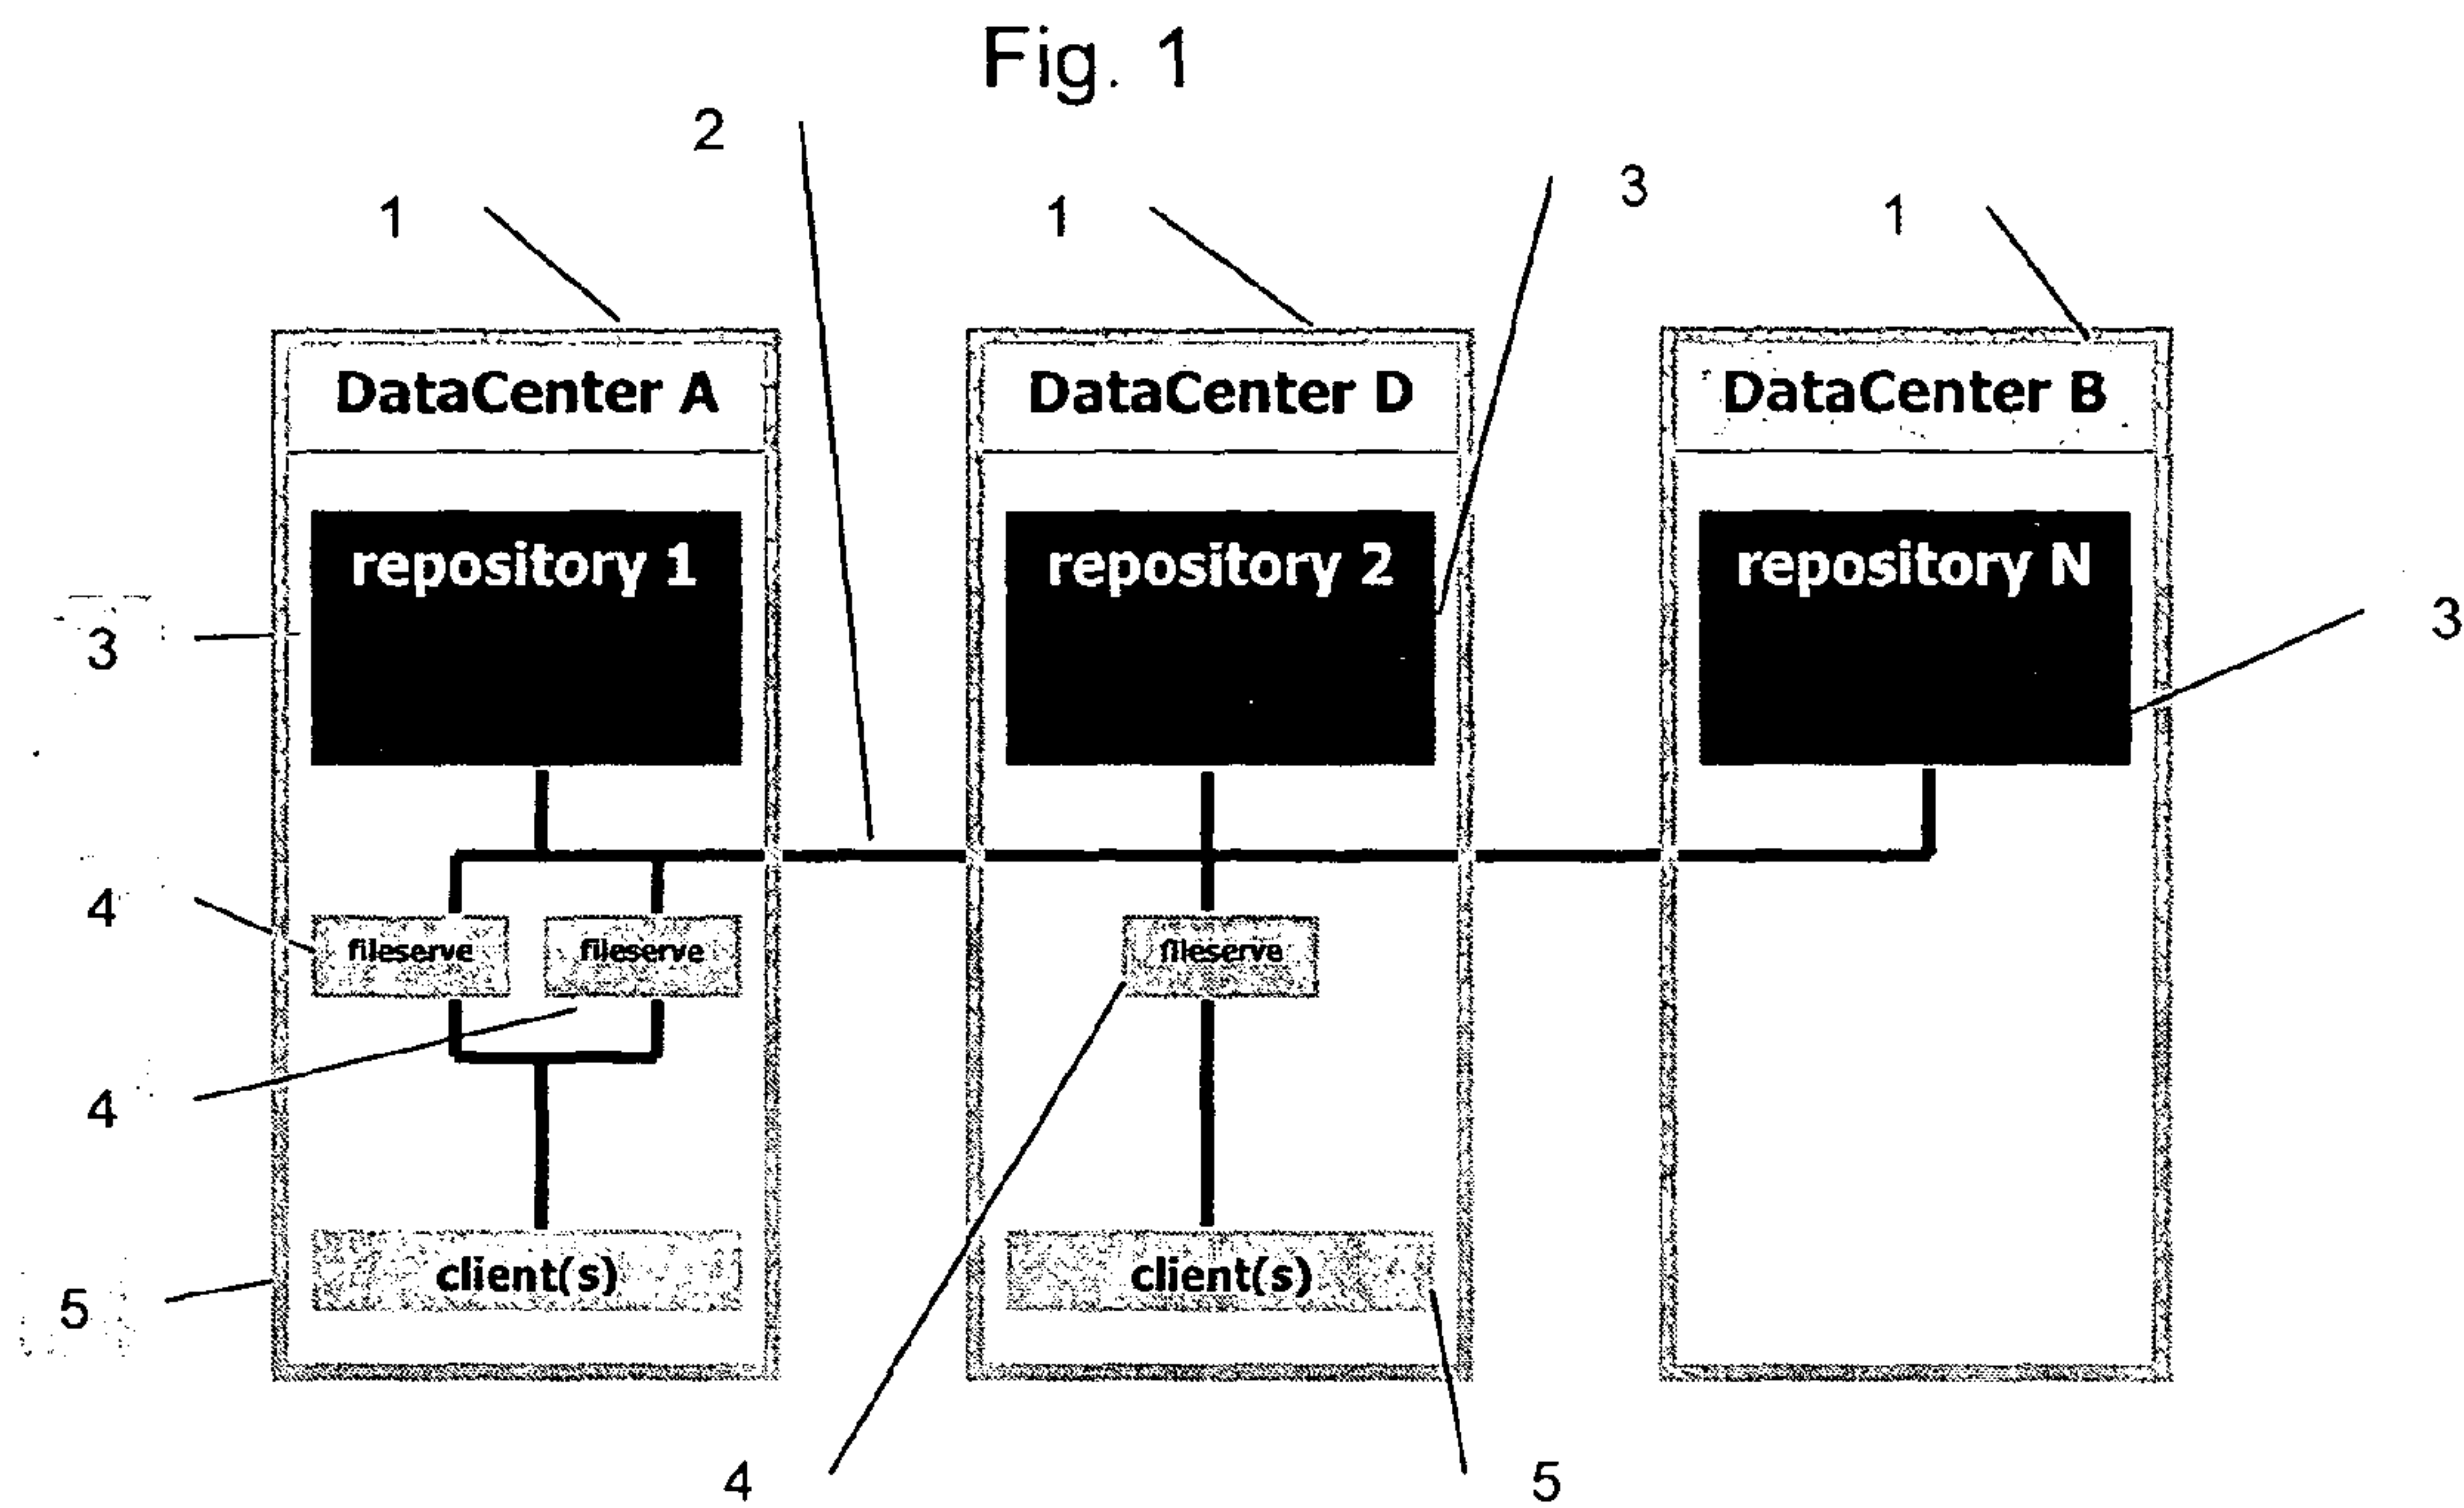 Fig. 1
2
1
1
3
1
DataCenter A
DataCenter D
DataCenter B
repository 1
repository 2
repository N
3
3
4
fileserve
fileserve
fileserve
4
client(s)
client(s)
5
4
5